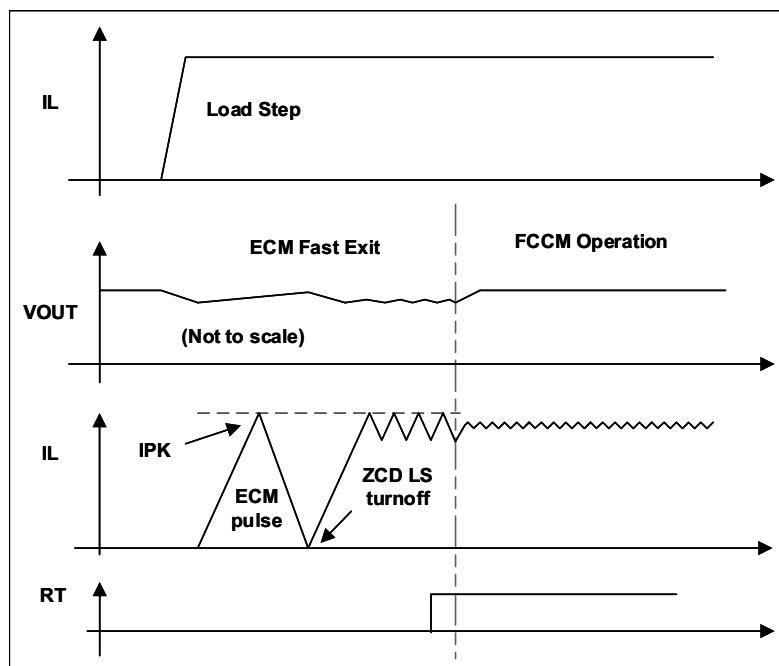 IL
Load Step
ECM Fast Exit
FCCM Operation
VOUT
(Not to scale)
IL
IPK
ECM
pulse
ZCD LS
turnoff
RT